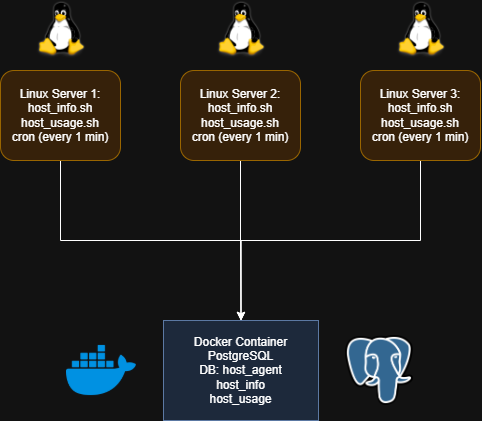 Linux Server 1:
host_info.sh
host_usage.sh
cron (every 1 min)
Linux Server 2:
host_info.sh
host_usage.sh
cron (every 1 min)
Linux Server 3:
host_info.sh
host_usage.sh
cron (every 1 min)
Docker Container
PostgreSQL
DB: host_agent
host_info
host_usage